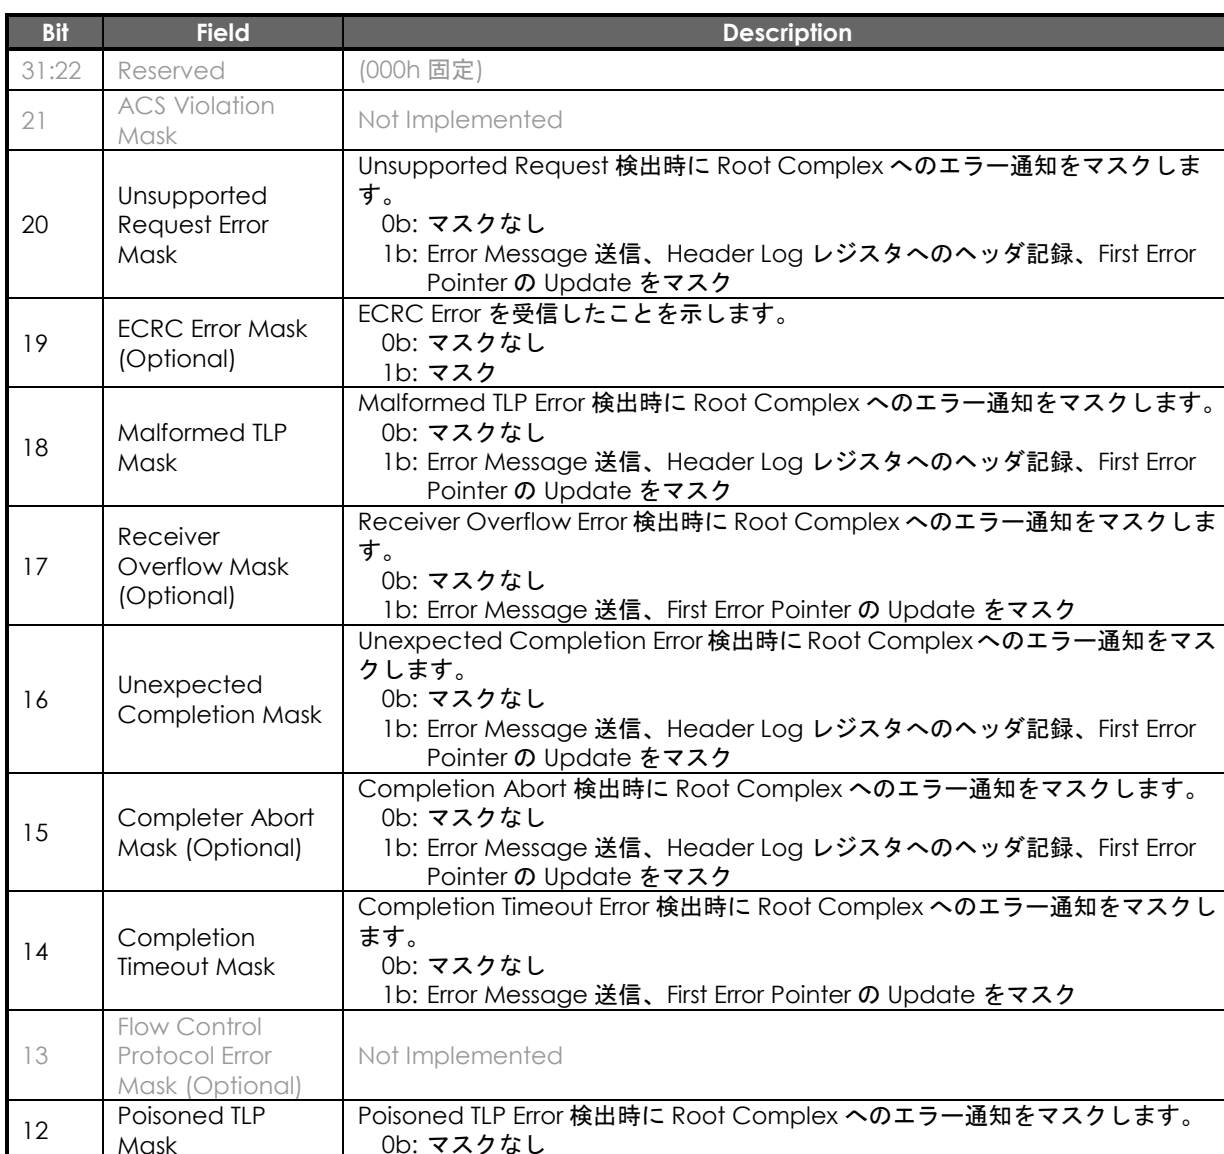 Bit Field Description
31:22 Reserved (000h 固定)
21 ACS Violation Mask Not Implemented
20 Unsupported Request Error Mask
Unsupported Request 検出時に Root Complex へのエラー通知をマスクしま
す。
0b: マスクなし
1b: Error Message 送信、Header Log レジスタへのヘッダ記録、First Error
Pointer の Update をマスク
19 ECRC Error Mask (Optional)
ECRC Error を受信したことを示します。
0b: マスクなし
1b: マスク
18 Malformed TLP Mask
Malformed TLP Error 検出時に Root Complex へのエラー通知をマスクします。
0b: マスクなし
1b: Error Message 送信、Header Log レジスタへのヘッダ記録、First Error
Pointer の Update をマスク
17 Receiver Overflow Mask (Optional)
Receiver Overflow Error 検出時に Root Complex へのエラー通知をマスクしま
す。
0b: マスクなし
1b: Error Message 送信、First Error Pointer の Update をマスク
16 Unexpected Completion Mask
Unexpected Completion Error 検出時に Root Complex へのエラー通知をマス
クします。
0b: マスクなし
1b: Error Message 送信、Header Log レジスタへのヘッダ記録、First Error
Pointer の Update をマスク
15 Completer Abort Mask (Optional)
Completion Abort 検出時に Root Complex へのエラー通知をマスクします。
0b: マスクなし
1b: Error Message 送信、Header Log レジスタへのヘッダ記録、First Error
Pointer の Update をマスク
14 Completion Timeout Mask
Completion Timeout Error 検出時に Root Complex へのエラー通知をマスクし
ます。
0b: マスクなし
1b: Error Message 送信、First Error Pointer の Update をマスク
13 Flow Control Protocol Error Mask (Optional) Not Implemented
12 Poisoned TLP Mask
Poisoned TLP Error 検出時に Root Complex へのエラー通知をマスクします。
0b: マスクなし